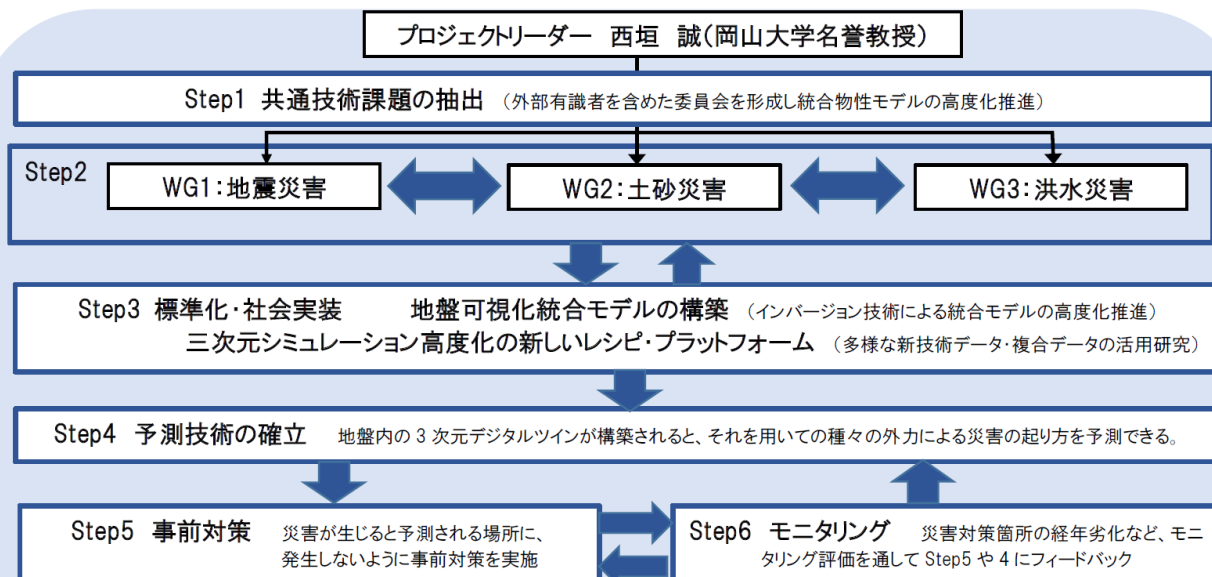 プロジェクトリーダー 西垣 誠(岡山大学名誉教授)
Step1 共通技術課題の抽出 (外部有識者を含めた委員会を形成し統合物性モデルの高度化推進)
Step2
WG1:地震災害
WG2:土砂災害
WG3:洪水災害
Step3 標準化・社会実装 地盤可視化統合モデルの構築 (インバージョン技術による統合モデルの高度化推進)
三次元シミュレーション高度化の新しいレシピ・プラットフォーム (多様な新技術データ・複合データの活用研究)
Step4 予測技術の確立 地盤内の 3 次元デジタルツインが構築されると、それを用いての種々の外力による災害の起り方を予測できる。
Step5 事前対策 災害が生じると予測される場所に、
発生しないように事前対策を実施
Step6 モニタリング 災害対策箇所の経年劣化など、モニ
タリング評価を通して Step5 や 4 にフィードバック